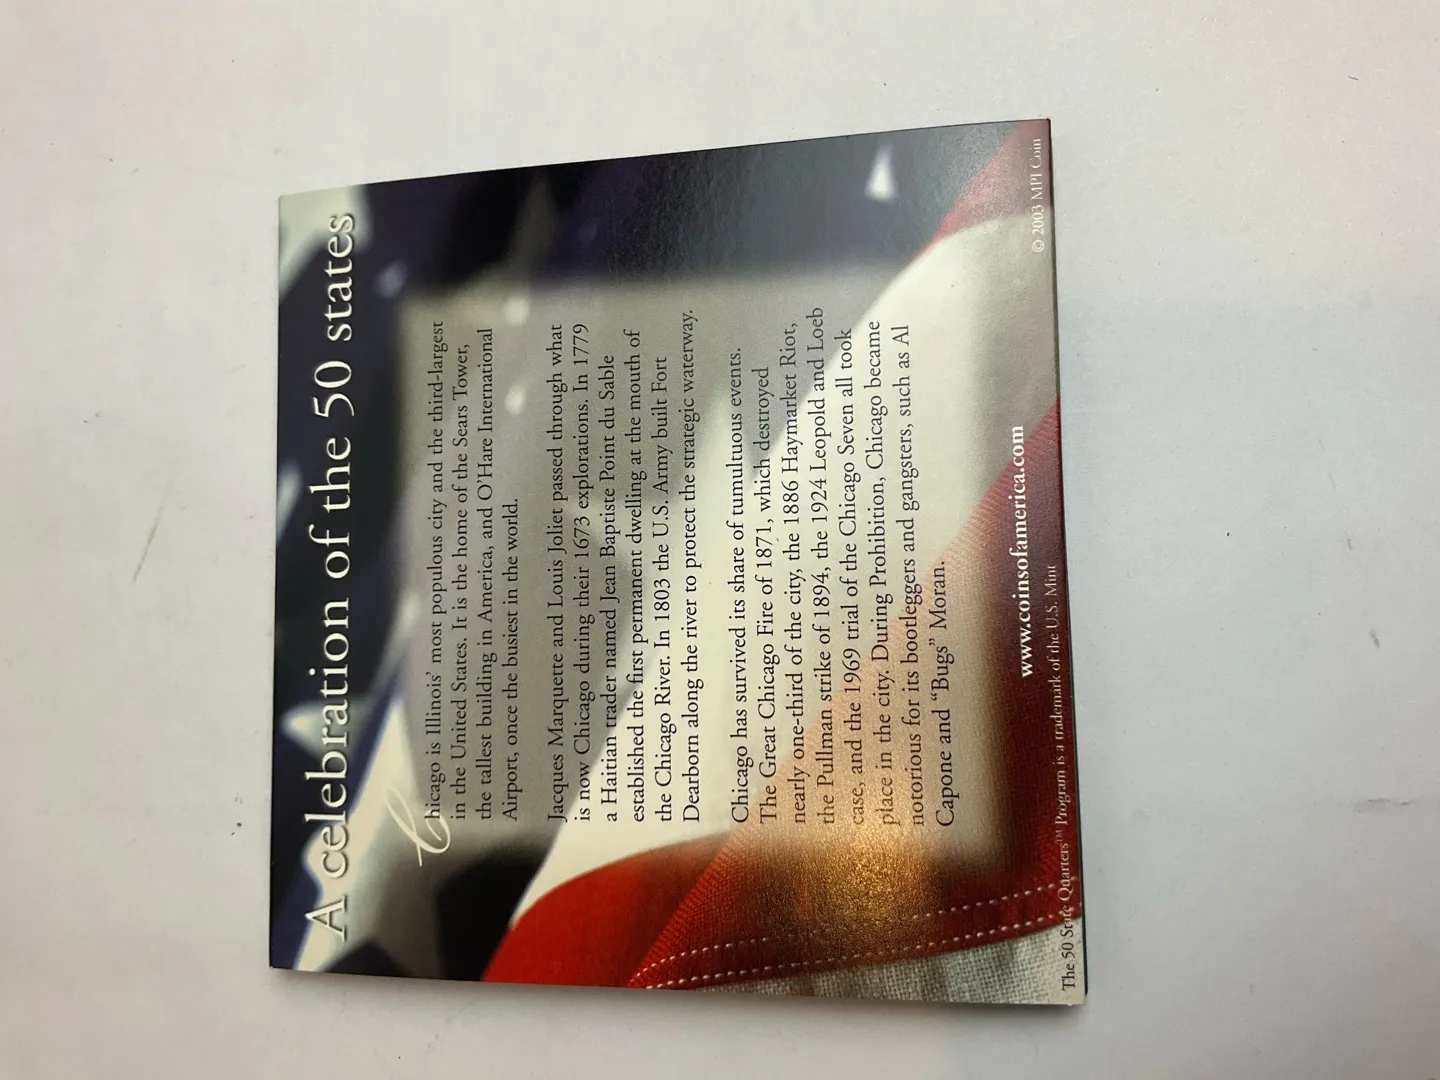 A celebration of the 50 states
Chicago is Illinois' most populous city and the third-largest
in the United States. It is the home of the Sears Tower,
the tallest building in America, and O'Hare International
Airport, once the busiest in the world.
Jacques Marquette and Louis Joliet passed through what
is now Chicago during their 1673 explorations. In 1779
a Haitian trader named Jean Baptiste Point du Sable
established the first permanent dwelling at the mouth of
the Chicago River. In 1803 the U.S. Army built Fort
Dearborn along the river to protect the strategic waterway.
Chicago has survived its share of tumultuous events.
The Great Chicago Fire of 1871, which destroyed
nearly one-third of the city, the 1886 Haymarket Riot,
the Pullman strike of 1894, the 1924 Leopold and Loeb
case, and the 1969 trial of the Chicago Seven all took
place in the city. During Prohibition, Chicago became
notorious for its bootleggers and gangsters, such as Al
Capone and “Bugs” Moran.
www.coinsofamerica.com
© 2003 MPI Coin
The 50 State Quarters™ Program is a trademark of the U.S. Mint